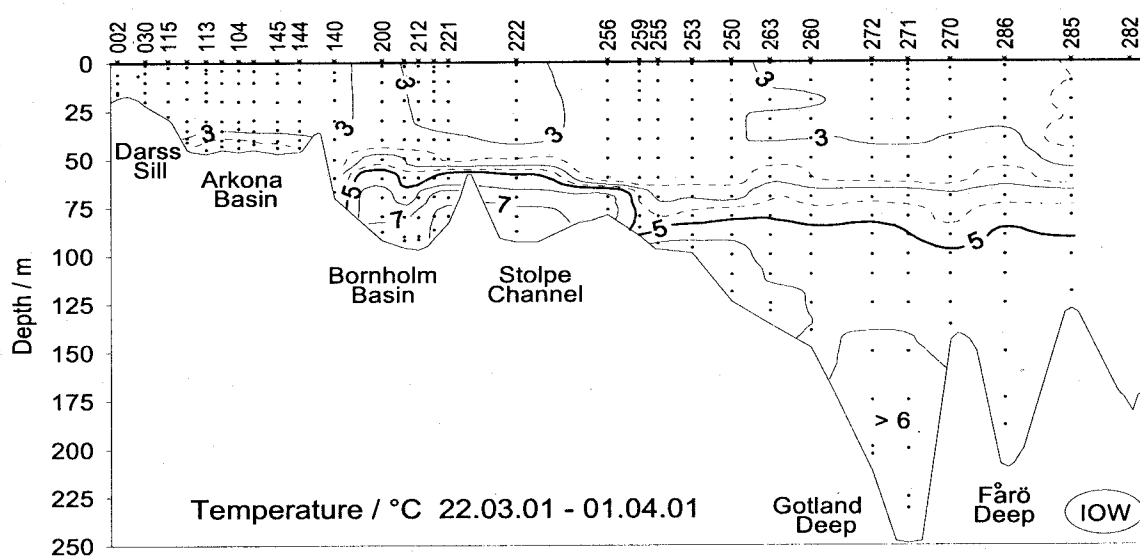 002 030 115 113 104 145 144 140 200 212 221 222 256 259 255 253 250 263 260 272 271 270 286 285 282
0
25
50
75
100
125
150
175
200
225
250
Depth / m
3
3
3
3
3
3
Darss
Sill
Arkona
Basin
5
7
7
5
5
Bornholm
Basin
Stolpe
Channel
> 6
Temperature / °C 22.03.01 - 01.04.01
Gotland
Deep
Fårö
Deep
IOW